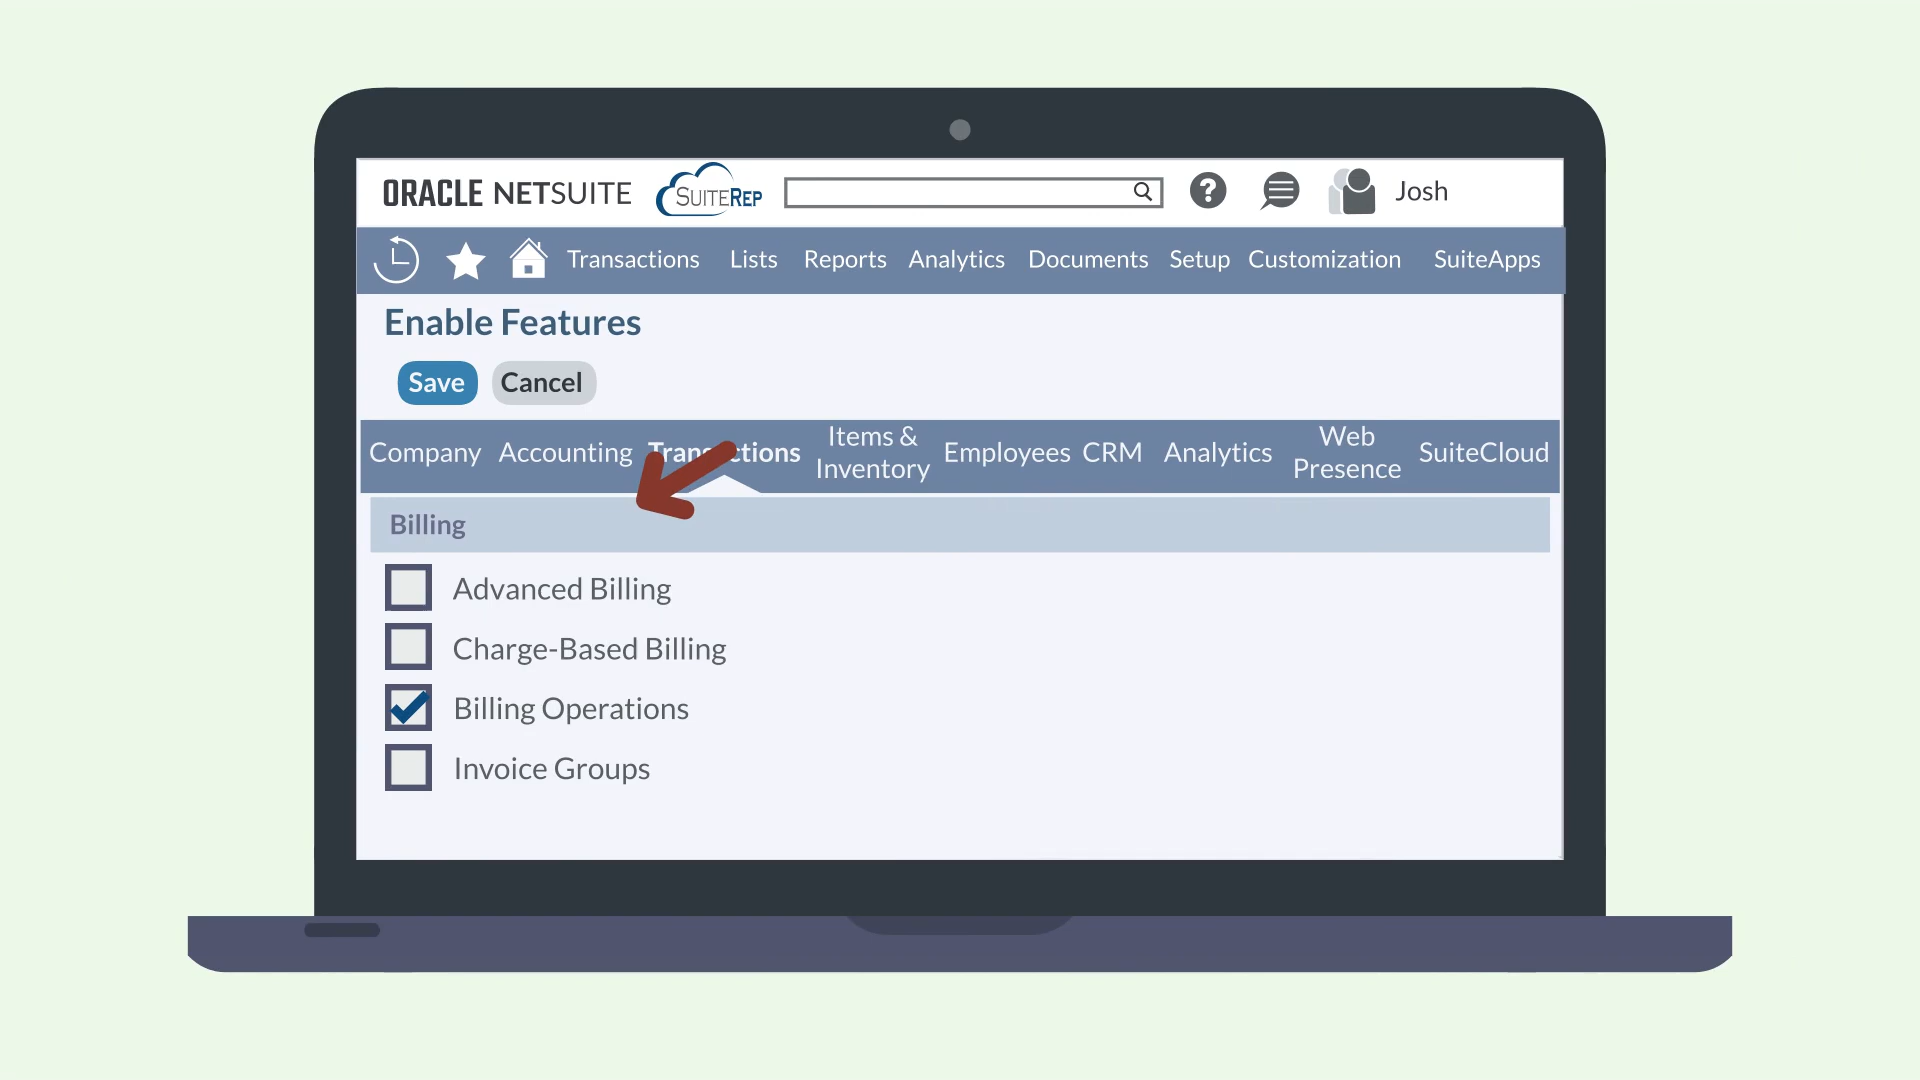 ORACLE NETSUITE SUITEREP Josh
Transactions Lists Reports Analytics Documents Setup Customization SuiteApps
Enable Features
Save Cancel
Company Accounting Transactions Items & Inventory Employees CRM Analytics Web Presence SuiteCloud
Billing
Advanced Billing
Charge-Based Billing
Billing Operations
Invoice Groups